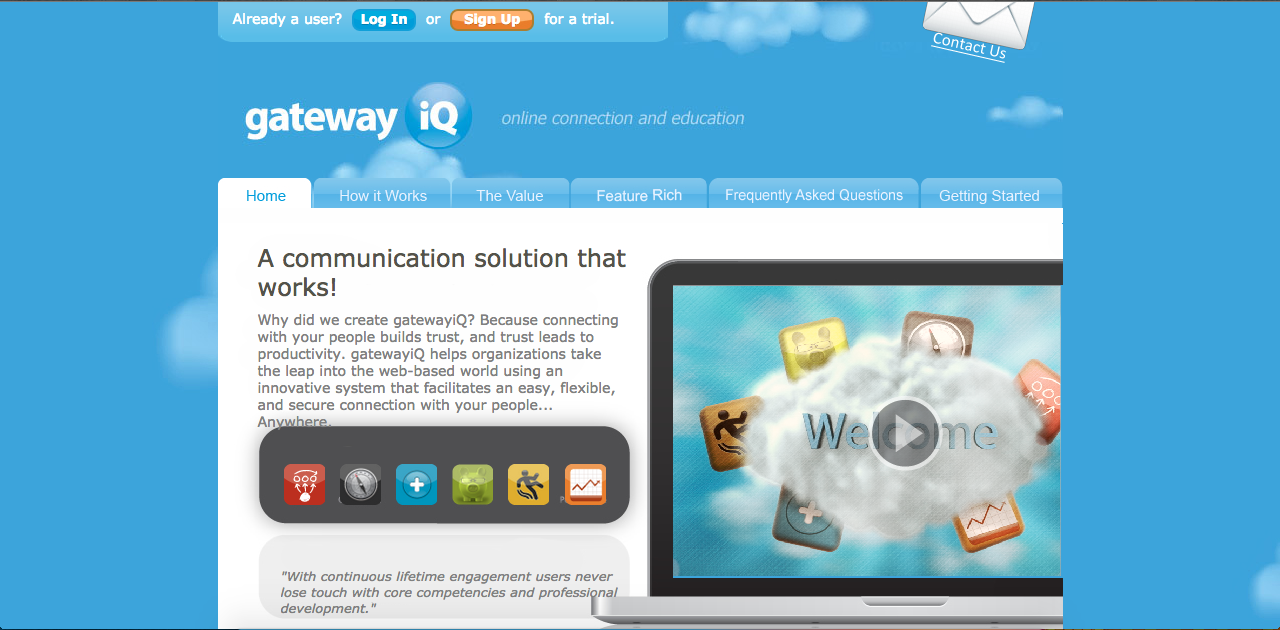 Already a user? Log In or Sign Up for a trial.
Contact Us
gateway iQ online connection and education
Home How it Works The Value Feature Rich Frequently Asked Questions Getting Started
A communication solution that
works!
Why did we create gatewayiQ? Because connecting
with your people builds trust, and trust leads to
productivity. gatewayiQ helps organizations take
the leap into the web-based world using an
innovative system that facilitates an easy, flexible,
and secure connection with your people...
Anywhere.
Welcome
"With continuous lifetime engagement users never
lose touch with core competencies and professional
development."